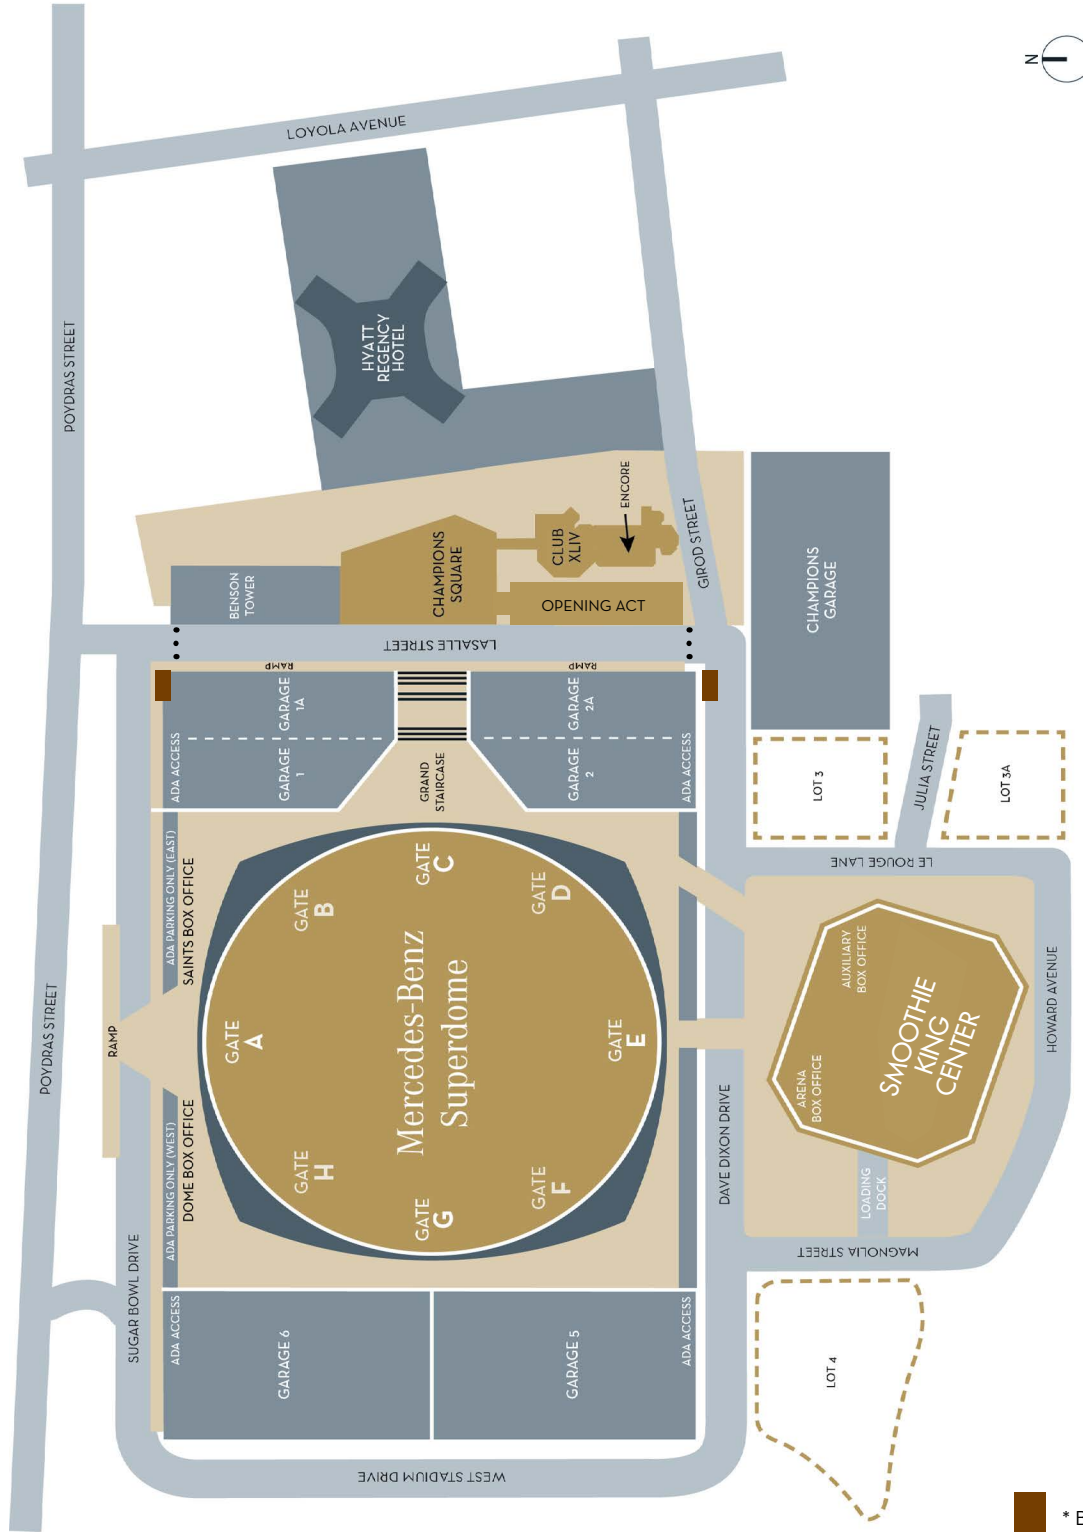 N
LOYOLA AVENUE
POYDRAS STREET
HYATT
REGENCY
HOTEL
ENCORE
CLUB
XLIV
CHAMPIONS
SQUARE
GIROD STREET
BENSON
TOWER
OPENING ACT
CHAMPIONS
GARAGE
LASALLE STREET
RAMP
RAMP
GARAGE
1A
GARAGE
2A
ADA ACCESS
GARAGE
1
GRAND
STAIRCASE
GARAGE
2
ADA ACCESS
LOT 3
JULIA STREET
LOT 3A
LE ROUGE LANE
ADA PARKING ONLY (EAST)
SAINTS BOX OFFICE
GATE
B
GATE
C
GATE
D
AUXILIARY
BOX OFFICE
POYDRAS STREET
RAMP
GATE
A
Mercedes-Benz
Superdome
GATE
E
SMOOTHIE
KING
CENTER
HOWARD AVENUE
ARENA
BOX OFFICE
ADA PARKING ONLY (WEST)
DOME BOX OFFICE
GATE
H
GATE
G
GATE
F
DAVE DIXON DRIVE
LOADING
DOCK
MAGNOLIA STREET
SUGAR BOWL DRIVE
ADA ACCESS
GARAGE 6
GARAGE 5
ADA ACCESS
LOT 4
WEST STADIUM DRIVE
* E